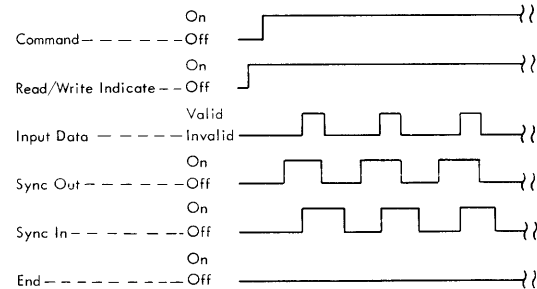 On
Command Off
On
Read/Write Indicate Off
Valid
Input Data Invalid
On
Sync Out Off
On
Sync In Off
On
End Off